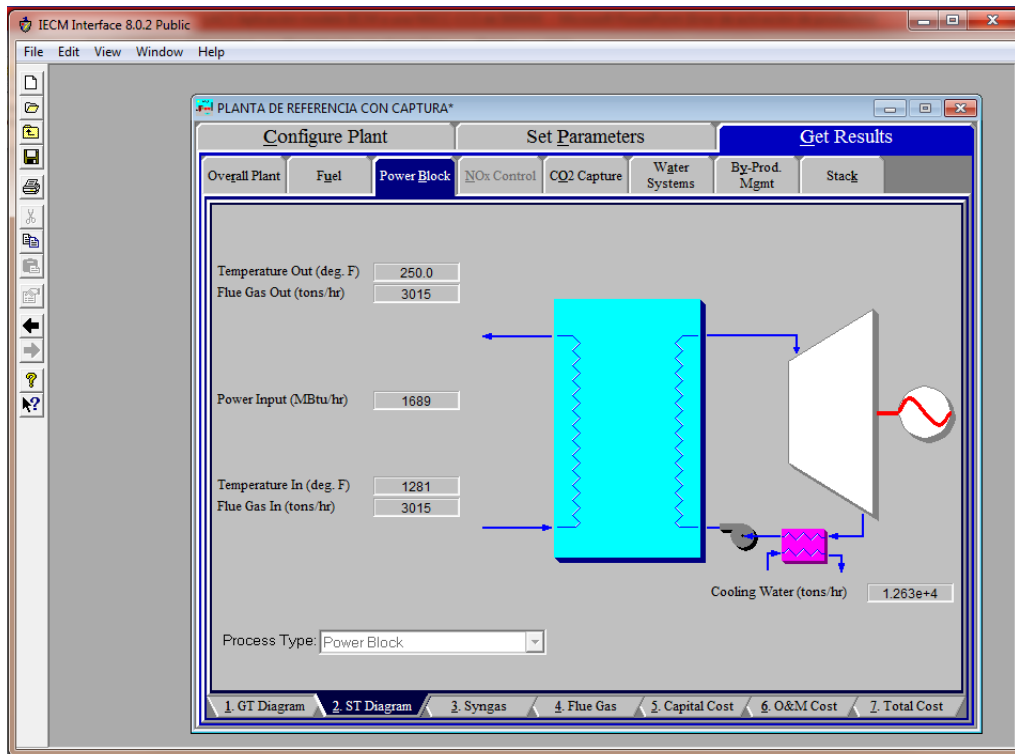 IECM Interface 8.0.2 Public
File Edit View Window Help
PLANTA DE REFERENCIA CON CAPTURA*
Configure Plant Set Parameters Get Results
Overall Plant Fuel Power Block NOx Control CO2 Capture Water Systems By-Prod. Mgmt Stack
Temperature Out (deg. F) 250.0
Flue Gas Out (tons/hr) 3015
Power Input (MBtu/hr) 1689
Temperature In (deg. F) 1281
Flue Gas In (tons/hr) 3015
Cooling Water (tons/hr) 1.263e+4
Process Type: Power Block
1. GT Diagram 2. ST Diagram 3. Syngas 4. Flue Gas 5. Capital Cost 6. O&M Cost 7. Total Cost